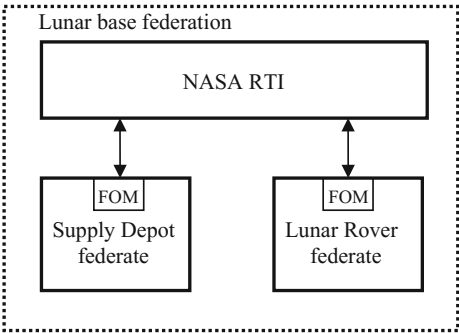 Lunar base federation
NASA RTI
FOM
Supply Depot
federate
FOM
Lunar Rover
federate